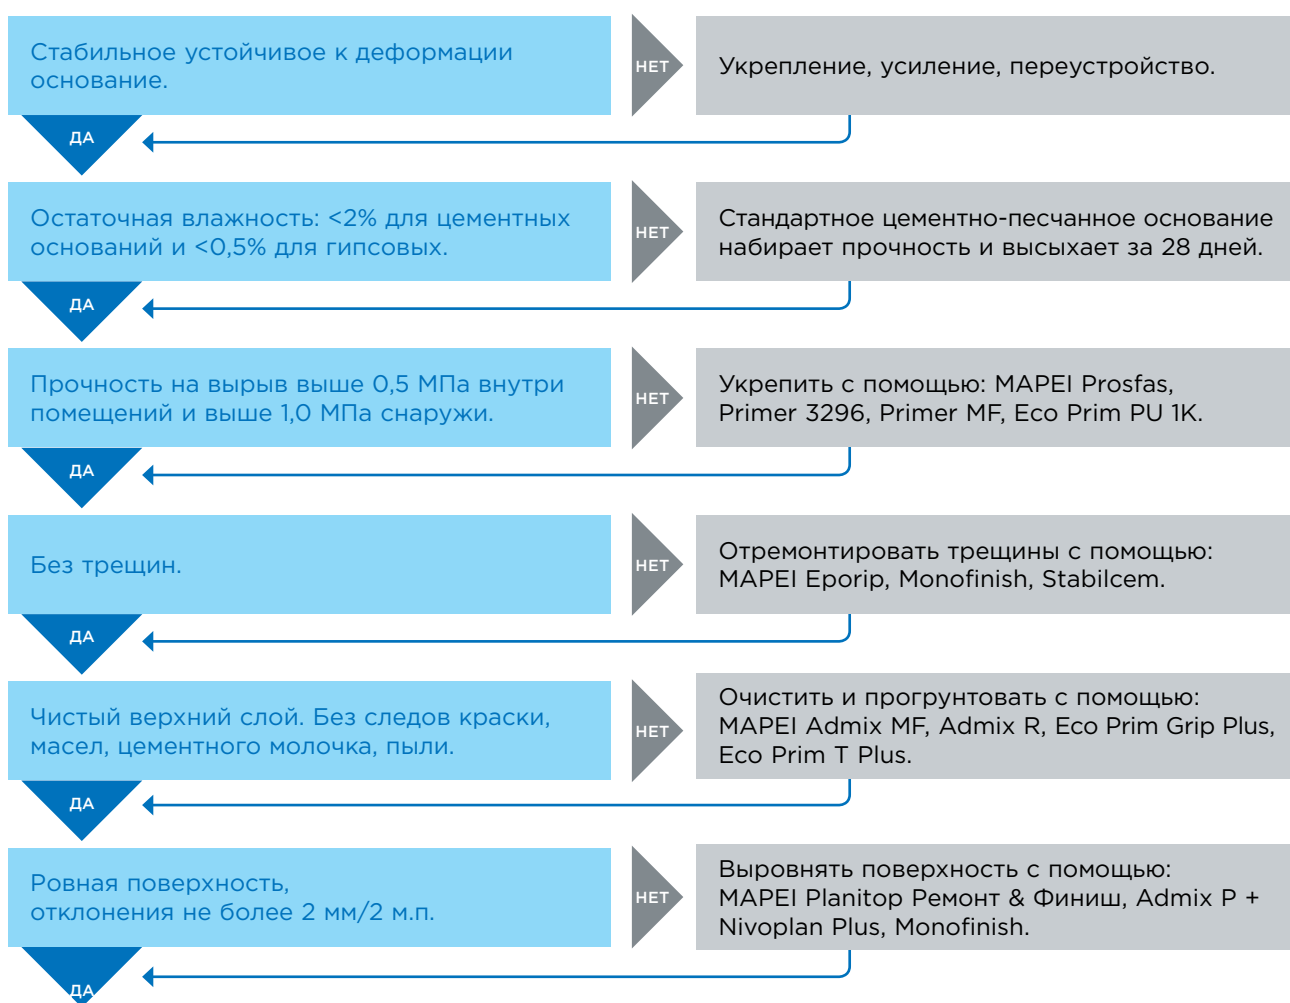 Стабильное устойчивое к деформации
основание.
НЕТ
Укрепление, усиление, переустройство.
ДА
Остаточная влажность: <2% для цементных
оснований и <0,5% для гипсовых.
НЕТ
Стандартное цементно-песчанное основание
набирает прочность и высыхает за 28 дней.
ДА
Прочность на вырыв выше 0,5 МПа внутри
помещений и выше 1,0 МПа снаружи.
НЕТ
Укрепить с помощью: MAPEI Prosfas,
Primer 3296, Primer MF, Eco Prim PU 1K.
ДА
Без трещин.
НЕТ
Отремонтировать трещины с помощью:
MAPEI Eporip, Monofinish, Stabilcem.
ДА
Чистый верхний слой. Без следов краски,
масел, цементного молочка, пыли.
НЕТ
Очистить и прогрунтовать с помощью:
MAPEI Admix MF, Admix R, Eco Prim Grip Plus,
Eco Prim T Plus.
ДА
Ровная поверхность,
отклонения не более 2 мм/2 м.п.
НЕТ
Выровнять поверхность с помощью:
MAPEI Planitop Ремонт & Финиш, Admix P +
Nivoplan Plus, Monofinish.
ДА